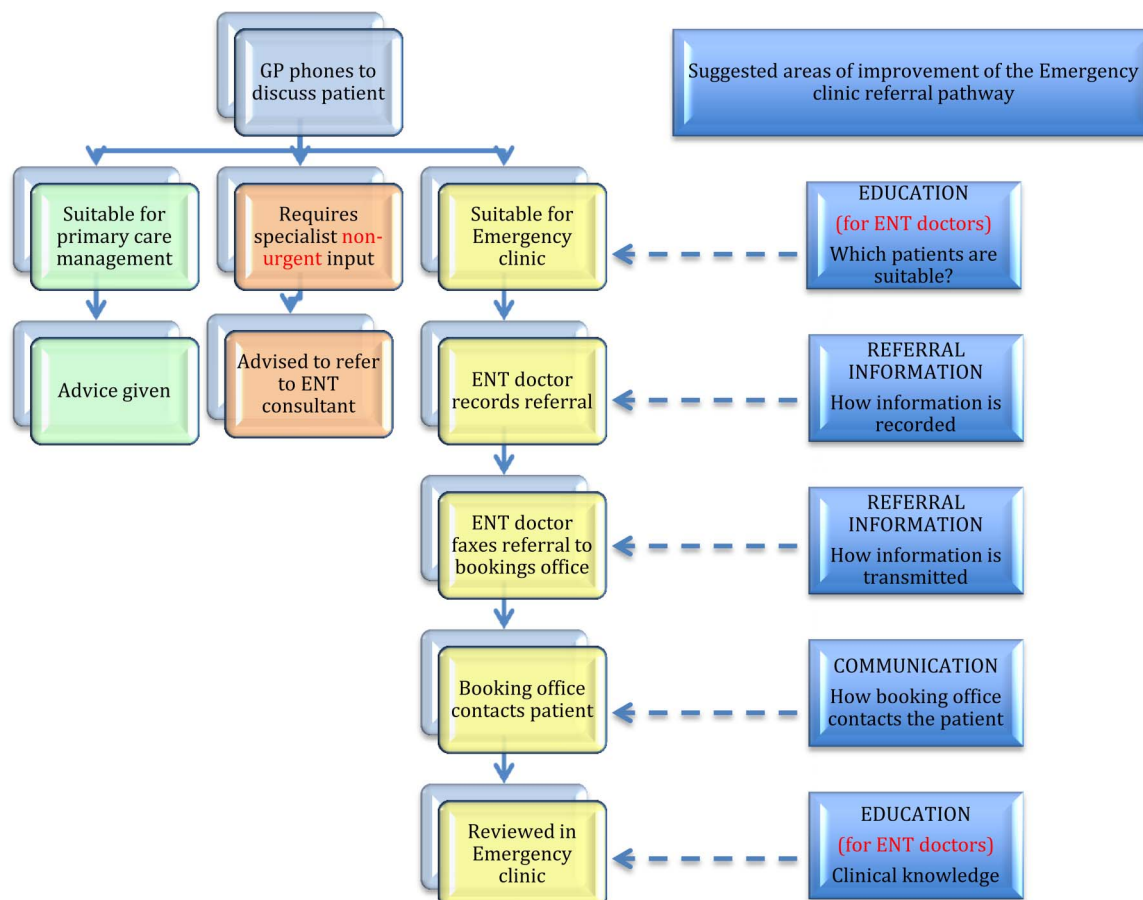 GP phones to
discuss patient
Suggested areas of improvement of the Emergency
clinic referral pathway
Suitable for
primary care
management
Requires
specialist non-
urgent input
Suitable for
Emergency
clinic
EDUCATION
(for ENT doctors)
Which patients are
suitable?
Advice given
Advised to refer
to ENT
consultant
ENT doctor
records referral
REFERRAL
INFORMATION
How information is
recorded
ENT doctor
faxes referral to
bookings office
REFERRAL
INFORMATION
How information is
transmitted
Booking office
contacts patient
COMMUNICATION
How booking office
contacts the patient
Reviewed in
Emergency
clinic
EDUCATION
(for ENT doctors)
Clinical knowledge